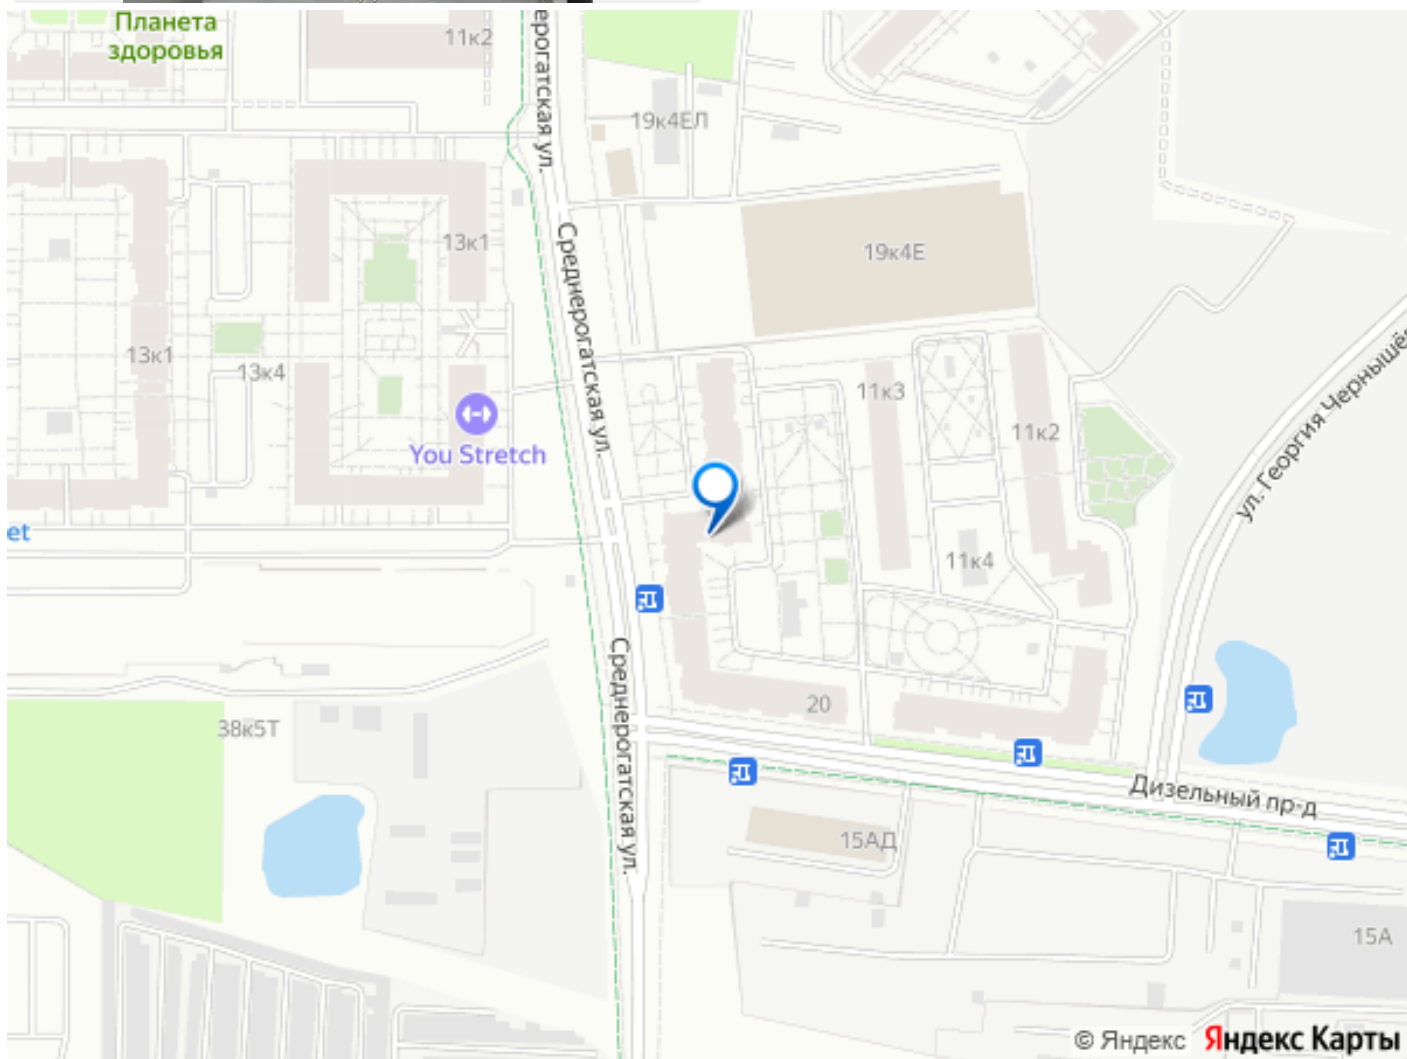 Планета
здоровья
11к2
ерогатская ул.
19к4ЕЛ
Среднерогатская ул.
13к1
19к4Е
13к1
13к4
11к3
ул. Георгия Чернышё
11к2
You Stretch
et
11к4
Среднерогатская ул.
20
38к5Т
Дизельный пр-д
15АД
15А
© Яндекс Яндекс Карты